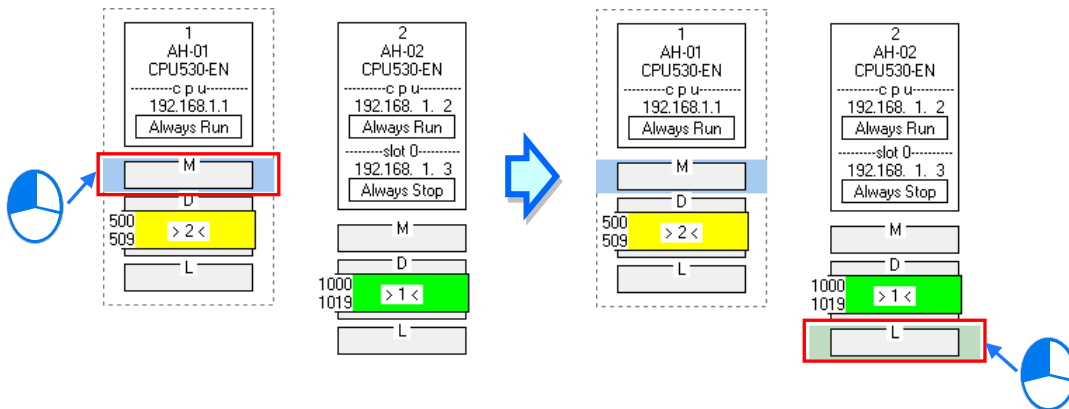 1
AH-01
CPU530-EN
------c p u------
192.168.1.1
Always Run
M
D
500
509
> 2 <
L
2
AH-02
CPU530-EN
------c p u------
192.168. 1. 2
Always Run
------slot 0------
192.168. 1. 3
Always Stop
M
D
1000
1019
> 1 <
L
1
AH-01
CPU530-EN
------c p u------
192.168.1.1
Always Run
M
D
500
509
> 2 <
L
2
AH-02
CPU530-EN
------c p u------
192.168. 1. 2
Always Run
------slot 0------
192.168. 1. 3
Always Stop
M
D
1000
1019
> 1 <
L